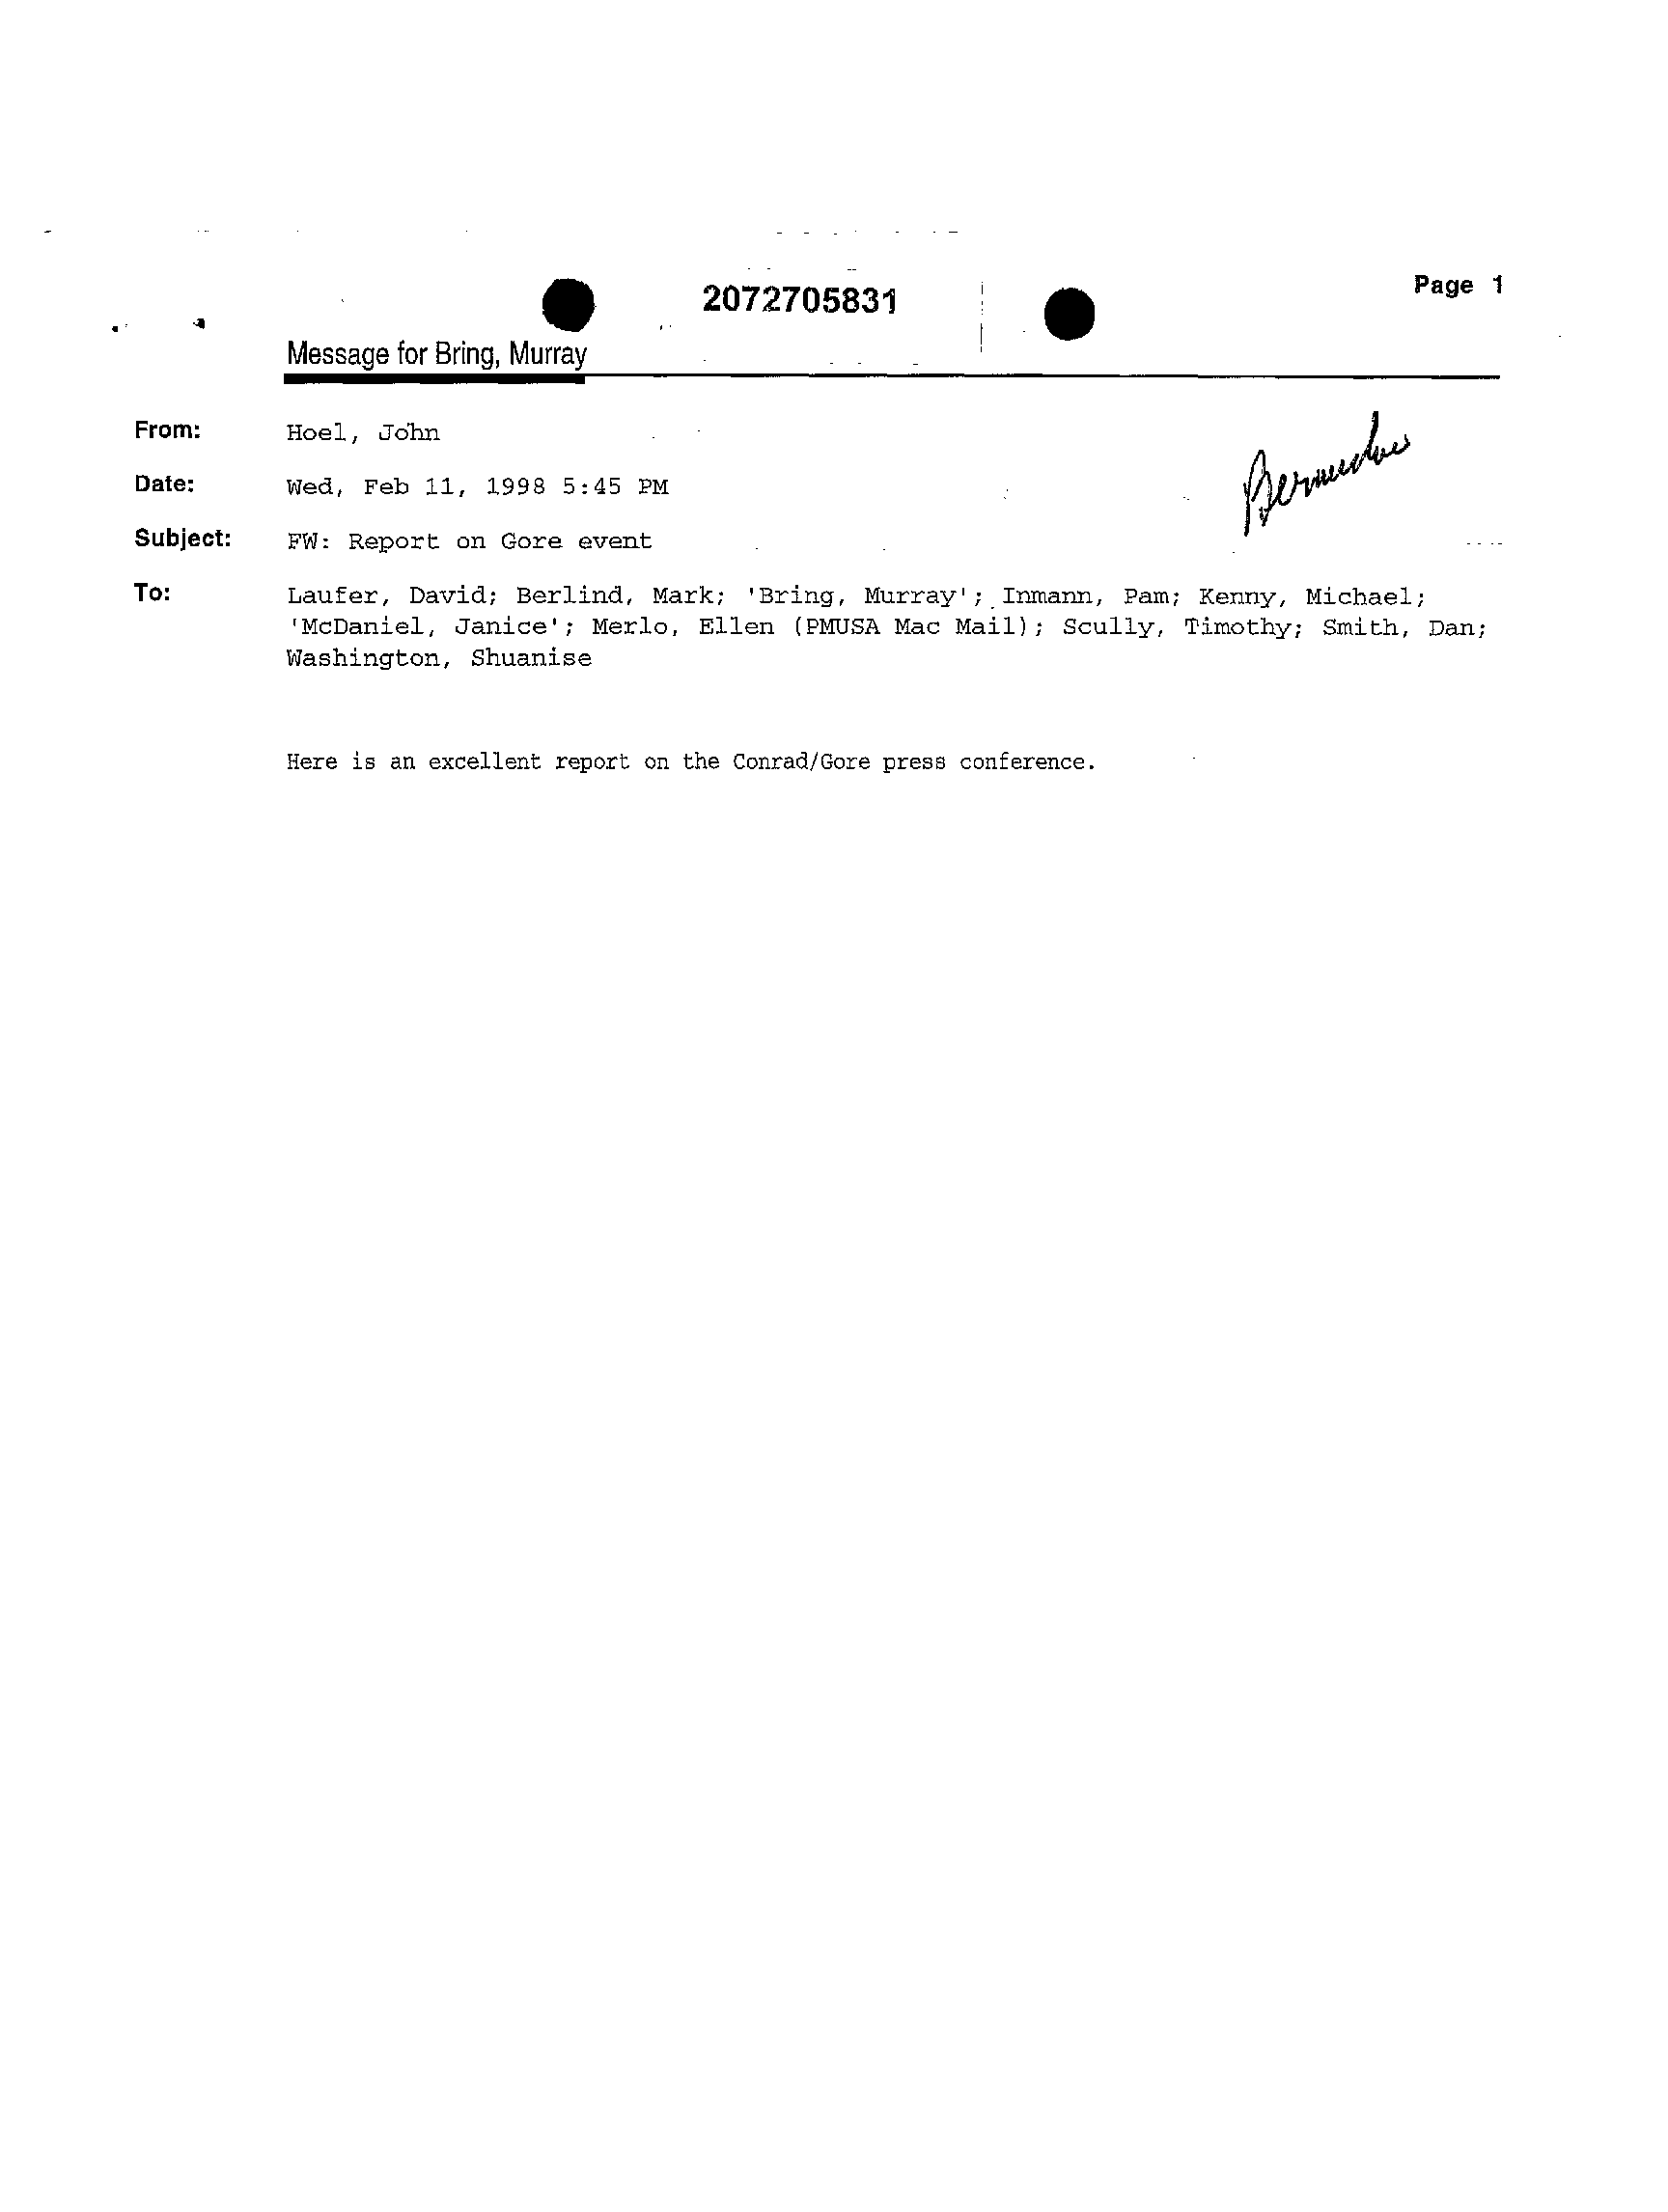 2072705831
Page 1
Message for Bring, Murray
From: Hoel, John
Date: Wed, Feb 11, 1998 5:45 PM
Bermudas
Subject: FW: Report on Gore event
To: Laufer, David; Berlind, Mark; 'Bring, Murray'; Inmann, Pam; Kenny, Michael;
'McDaniel, Janice'; Merlo, Ellen (PMUSA Mac Mail); Scully, Timothy; Smith, Dan;
Washington, Shuanise
Here is an excellent report on the Conrad/Gore press conference.